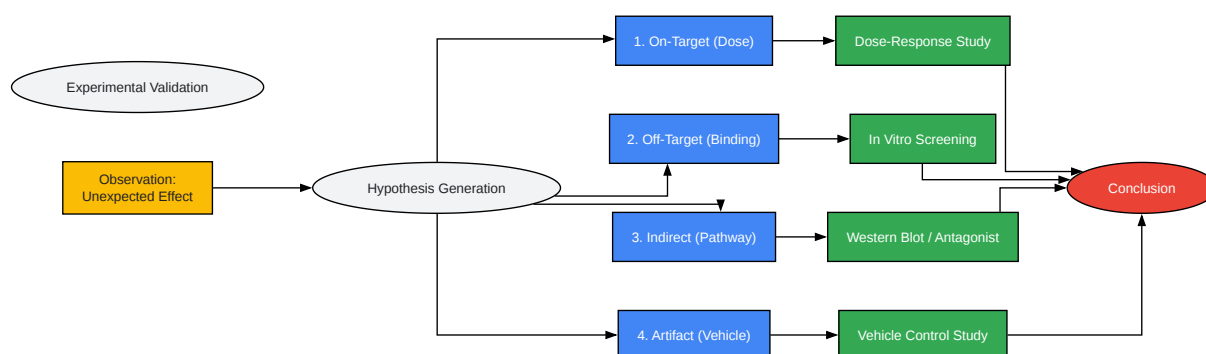 Experimental Validation
Observation:
Unexpected Effect
Hypothesis Generation
1. On-Target (Dose)
Dose-Response Study
2. Off-Target (Binding)
In Vitro Screening
3. Indirect (Pathway)
Western Blot / Antagonist
4. Artifact (Vehicle)
Vehicle Control Study
Conclusion